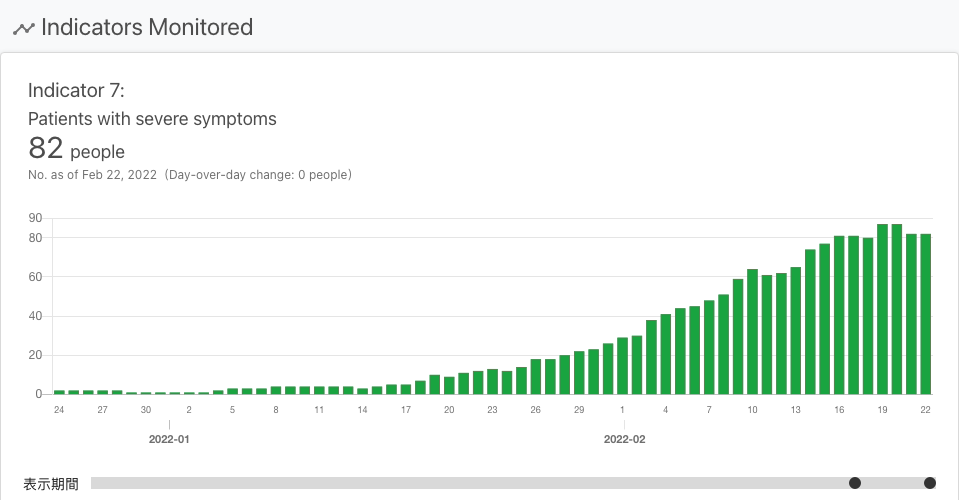 Indicators Monitored
Indicator 7:
Patients with severe symptoms
82 people
No. as of Feb 22, 2022 (Day-over-day change: 0 people)
90
80
60
40
20
0
24 27 30 2 5 8 11 14 17 20 23 26 29 1 4 7 10 13 16 19 22
2022-01 2022-02
表示期間